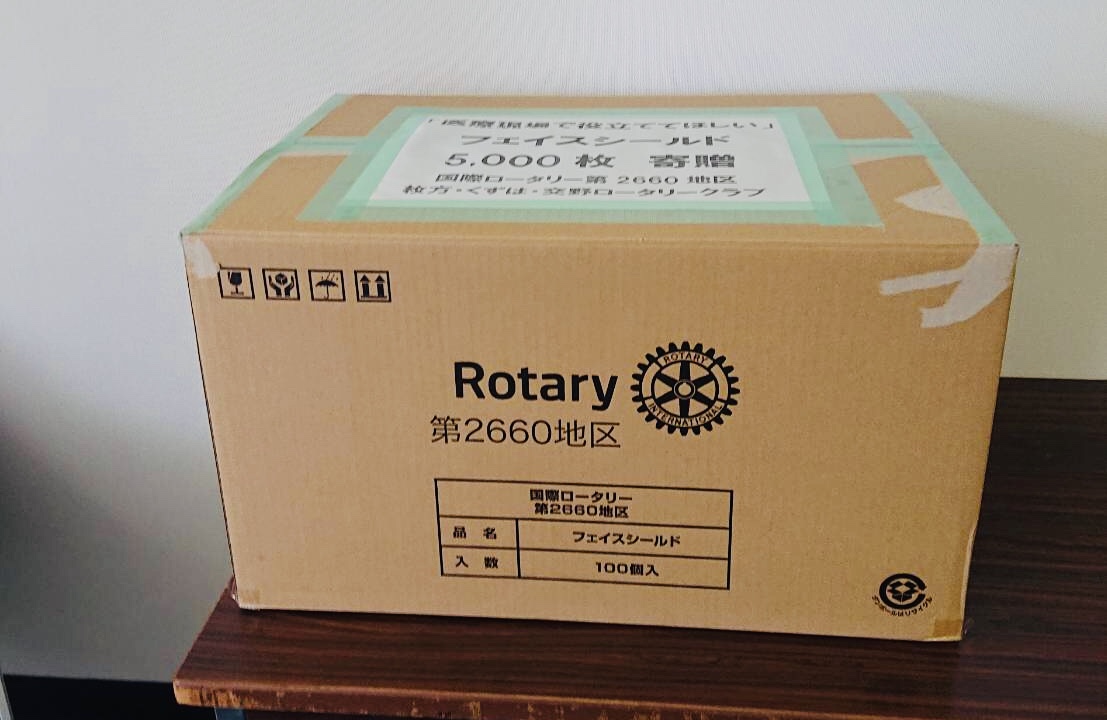 「医療現場で役立ててほしい」
フェイスシールド
5,000 枚 寄贈
国際ロータリー第 2660 地区
枚方・くずは・交野ロータリークラブ
Rotary
ROTARY
INTERNATIONAL
第2660地区
国際ロータリー
第2660地区
品 名 フェイスシールド
入 数 100個入
ダンボールはリサイクル